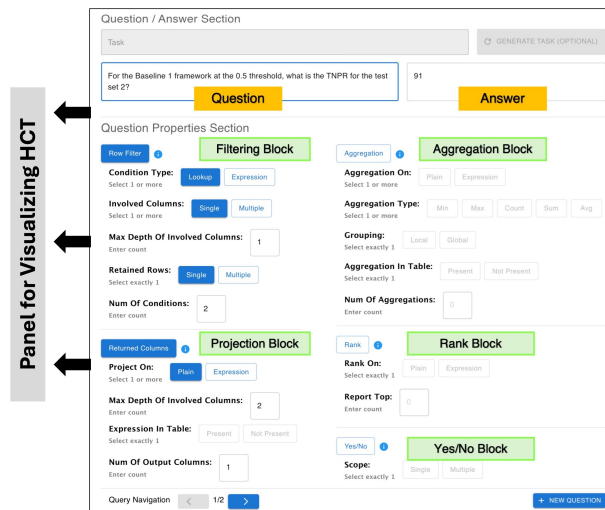 Panel for Visualizing HCT
Question / Answer Section
Task
GENERATE TASK (OPTIONAL)
For the Baseline 1 framework at the 0.5 threshold, what is the TNPR for the test
set 2?
Question
91
Answer
Question Properties Section
Row Filter
Filtering Block
Condition Type:
Select 1 or more
Lookup
Expression
Involved Columns:
Select 1 or more
Single
Multiple
Max Depth Of Involved Columns:
Enter count
1
Retained Rows:
Select exactly 1
Single
Multiple
Num Of Conditions:
Enter count
2
Aggregation
Aggregation Block
Aggregation On:
Select 1 or more
Plain
Expression
Aggregation Type:
Select 1 or more
Min
Max
Count
Sum
Avg
Grouping:
Select exactly 1
Local
Global
Aggregation In Table:
Select exactly 1
Present
Not Present
Num Of Aggregations:
Enter count
0
Returned Columns
Projection Block
Project On:
Select 1 or more
Plain
Expression
Max Depth Of Involved Columns:
Enter count
2
Expression In Table:
Select exactly 1
Present
Not Present
Num Of Output Columns:
Enter count
1
Rank
Rank Block
Rank On:
Select exactly 1
Plain
Expression
Report Top:
Enter count
0
Yes/No
Yes/No Block
Scope:
Select exactly 1
Single
Multiple
Query Navigation
1/2
+ NEW QUESTION